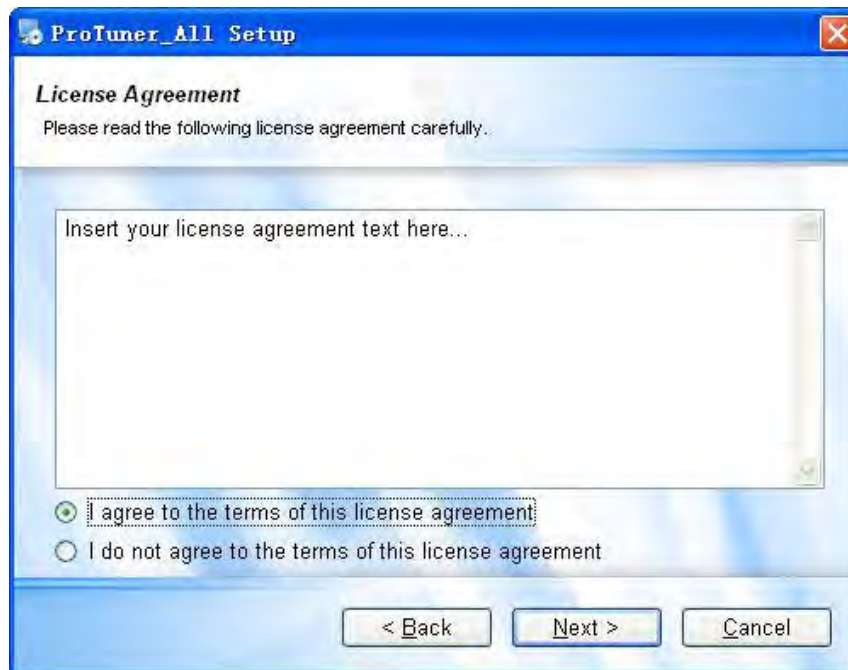 ProTuner_All Setup
License Agreement
Please read the following license agreement carefully.
Insert your license agreement text here...
I agree to the terms of this license agreement
I do not agree to the terms of this license agreement
< Back Next > Cancel